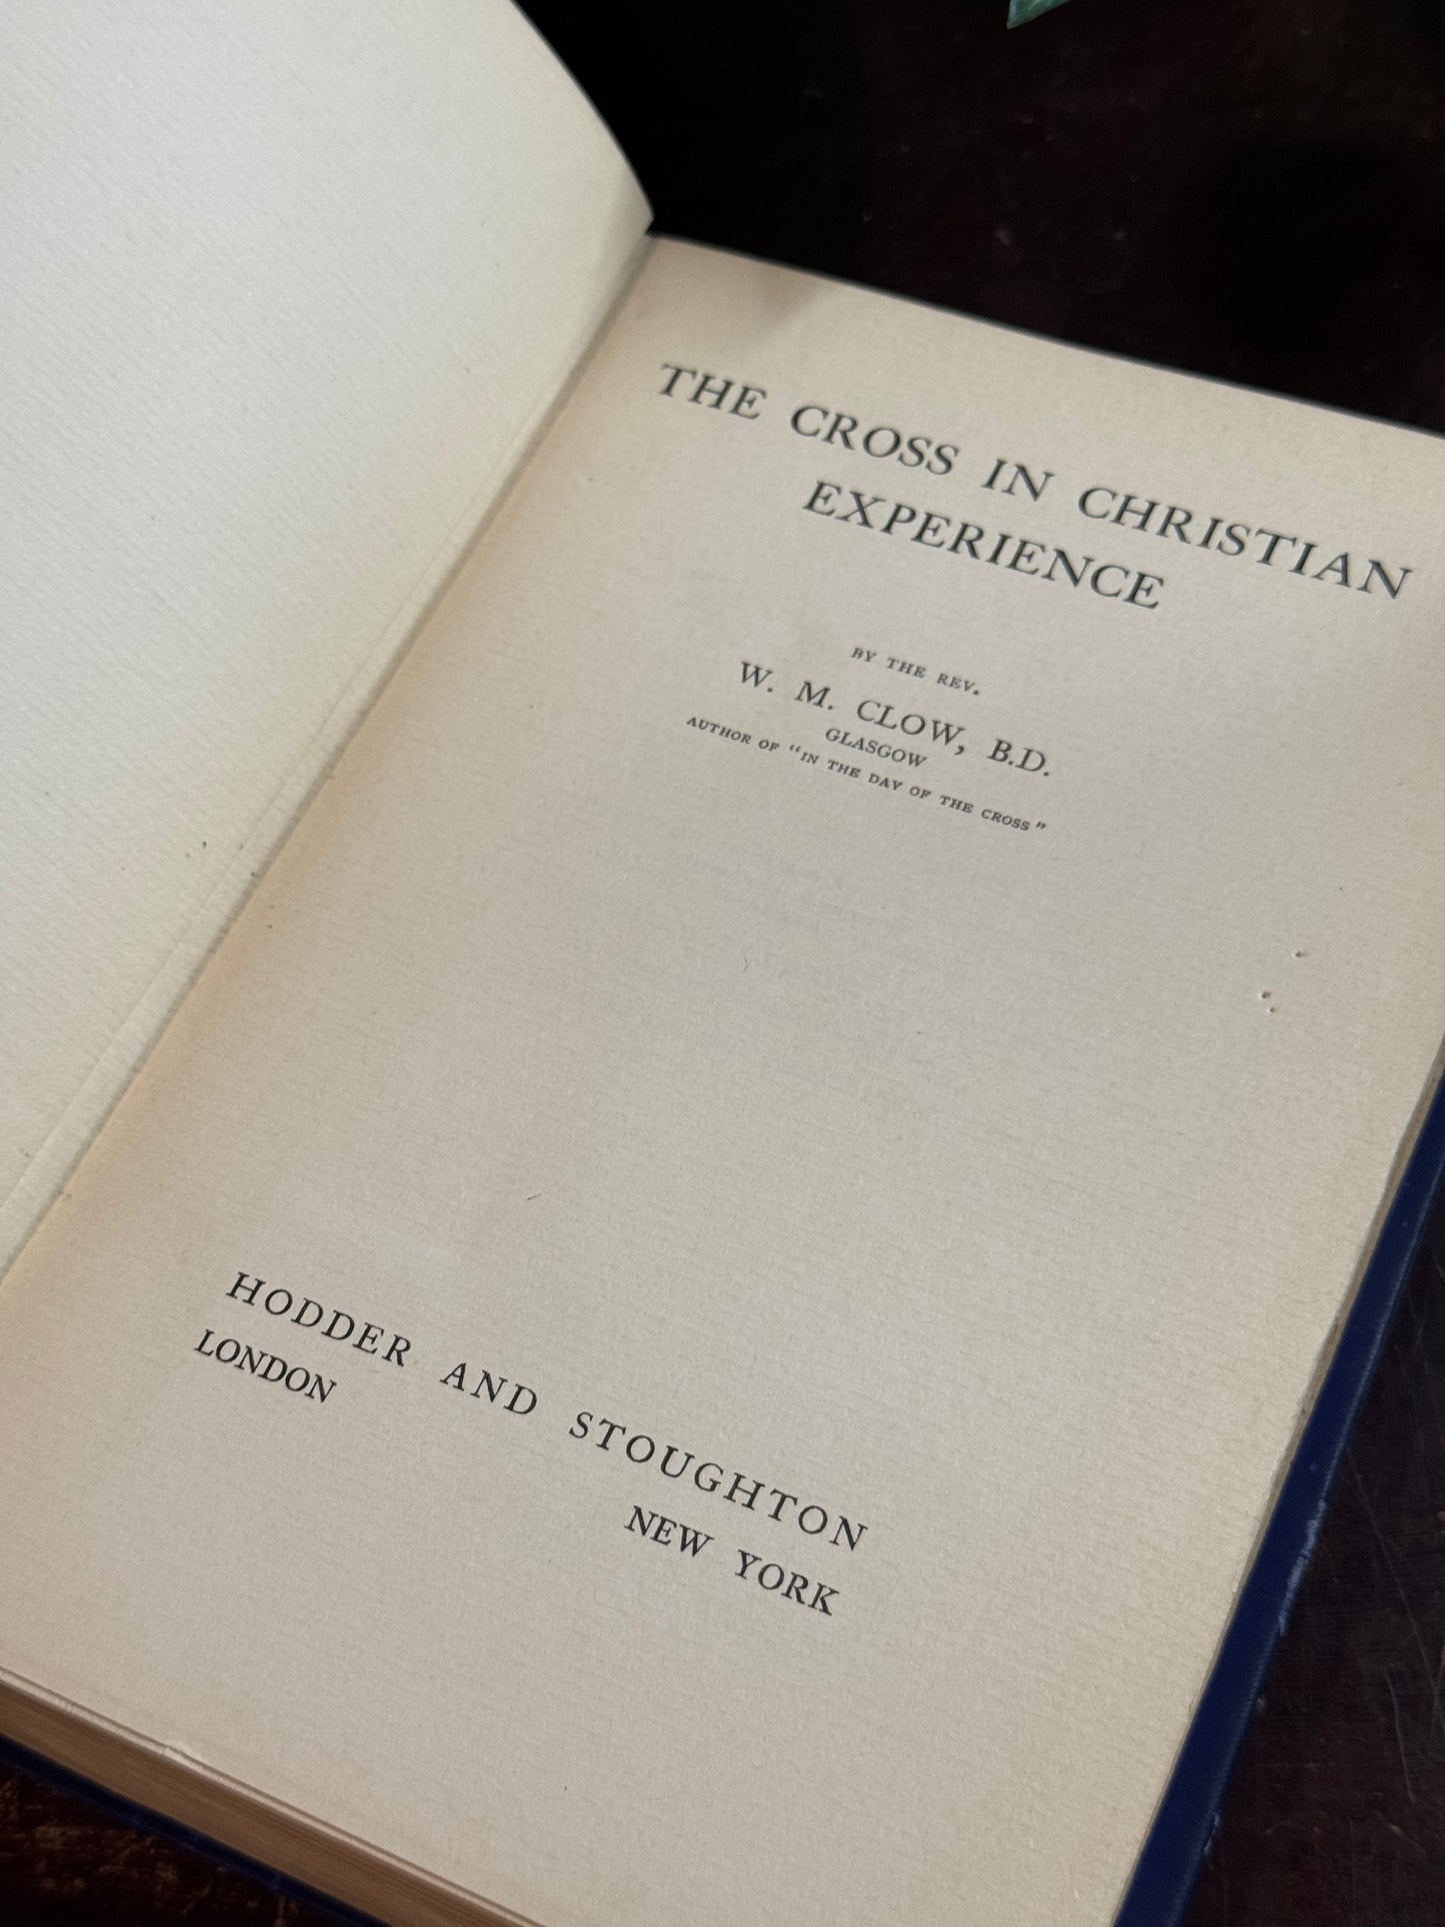 THE CROSS IN CHRISTIAN
EXPERIENCE
BY THE REV.
W. M. CLOW, B.D.
GLASGOW
AUTHOR OF "IN THE DAY OF THE CROSS"
HODDER AND STOUGHTON
LONDON NEW YORK